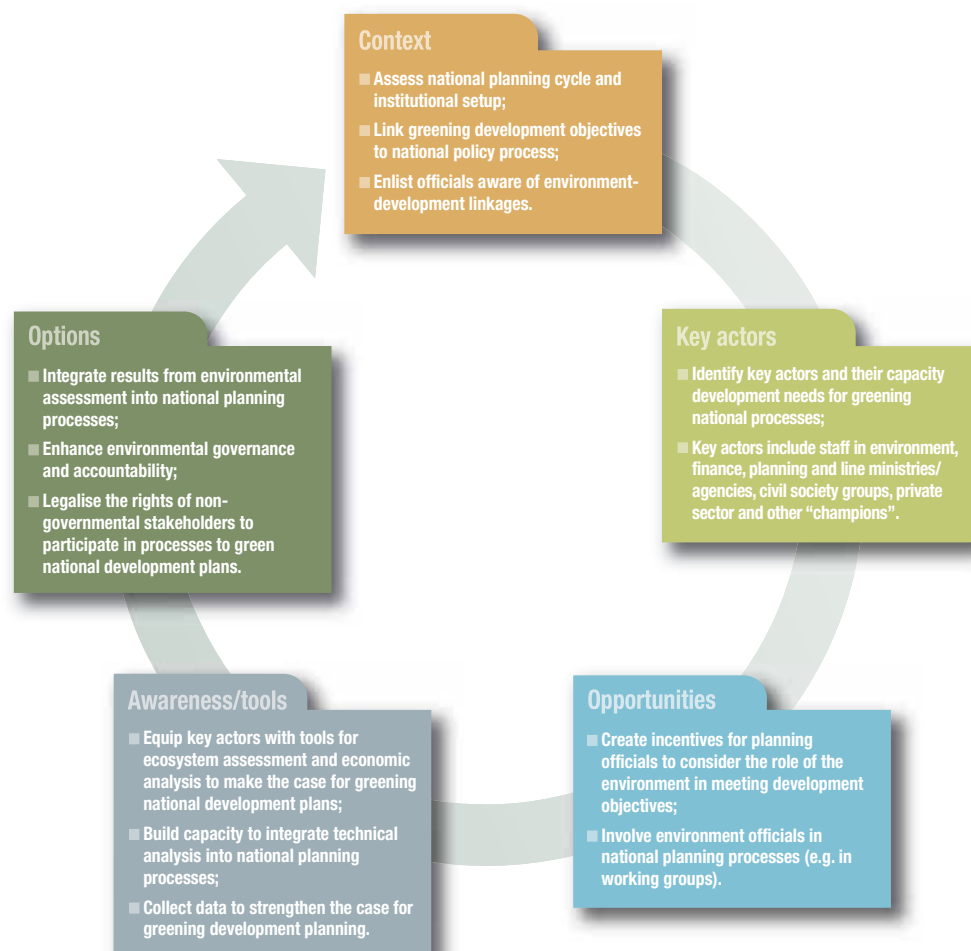 Context
■ Assess national planning cycle and
institutional setup;
■ Link greening development objectives
to national policy process;
■ Enlist officials aware of environment-
development linkages.
Key actors
■ Identify key actors and their capacity
development needs for greening
national processes;
■ Key actors include staff in environment,
finance, planning and line ministries/
agencies, civil society groups, private
sector and other “champions”.
Opportunities
■ Create incentives for planning
officials to consider the role of the
environment in meeting development
objectives;
■ Involve environment officials in
national planning processes (e.g. in
working groups).
Awareness/tools
■ Equip key actors with tools for
ecosystem assessment and economic
analysis to make the case for greening
national development plans;
■ Build capacity to integrate technical
analysis into national planning
processes;
■ Collect data to strengthen the case for
greening development planning.
Options
■ Integrate results from environmental
assessment into national planning
processes;
■ Enhance environmental governance
and accountability;
■ Legalise the rights of non-
governmental stakeholders to
participate in processes to green
national development plans.